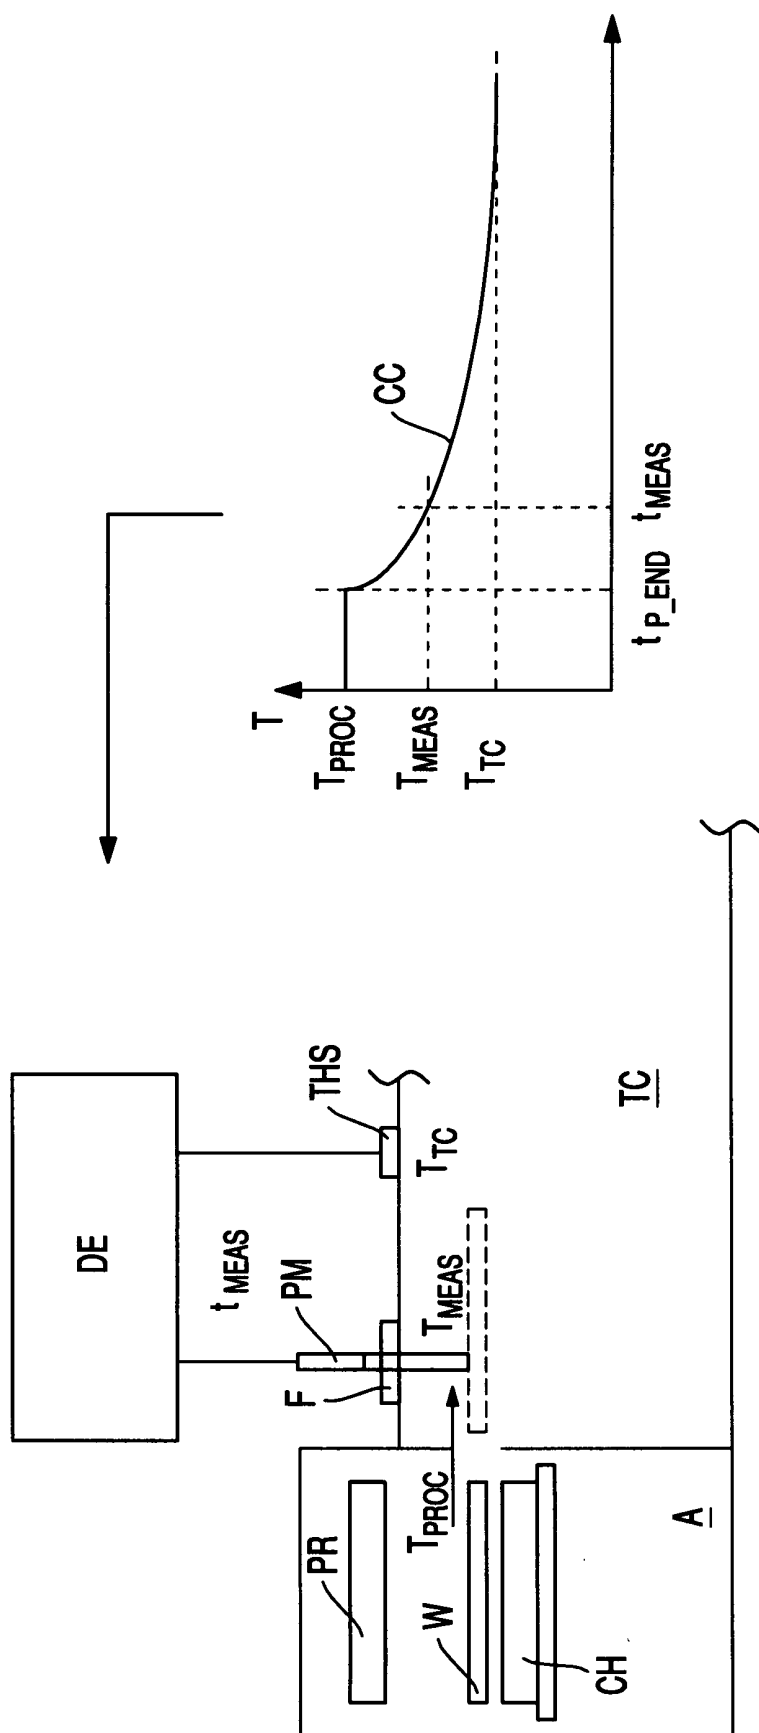 DE
t MEAS
PM
F
THS
T TC
T MEAS
T PROC
PR
W
CH
A
TC
T
T PROC
T MEAS
T TC
CC
t P_END
t MEAS